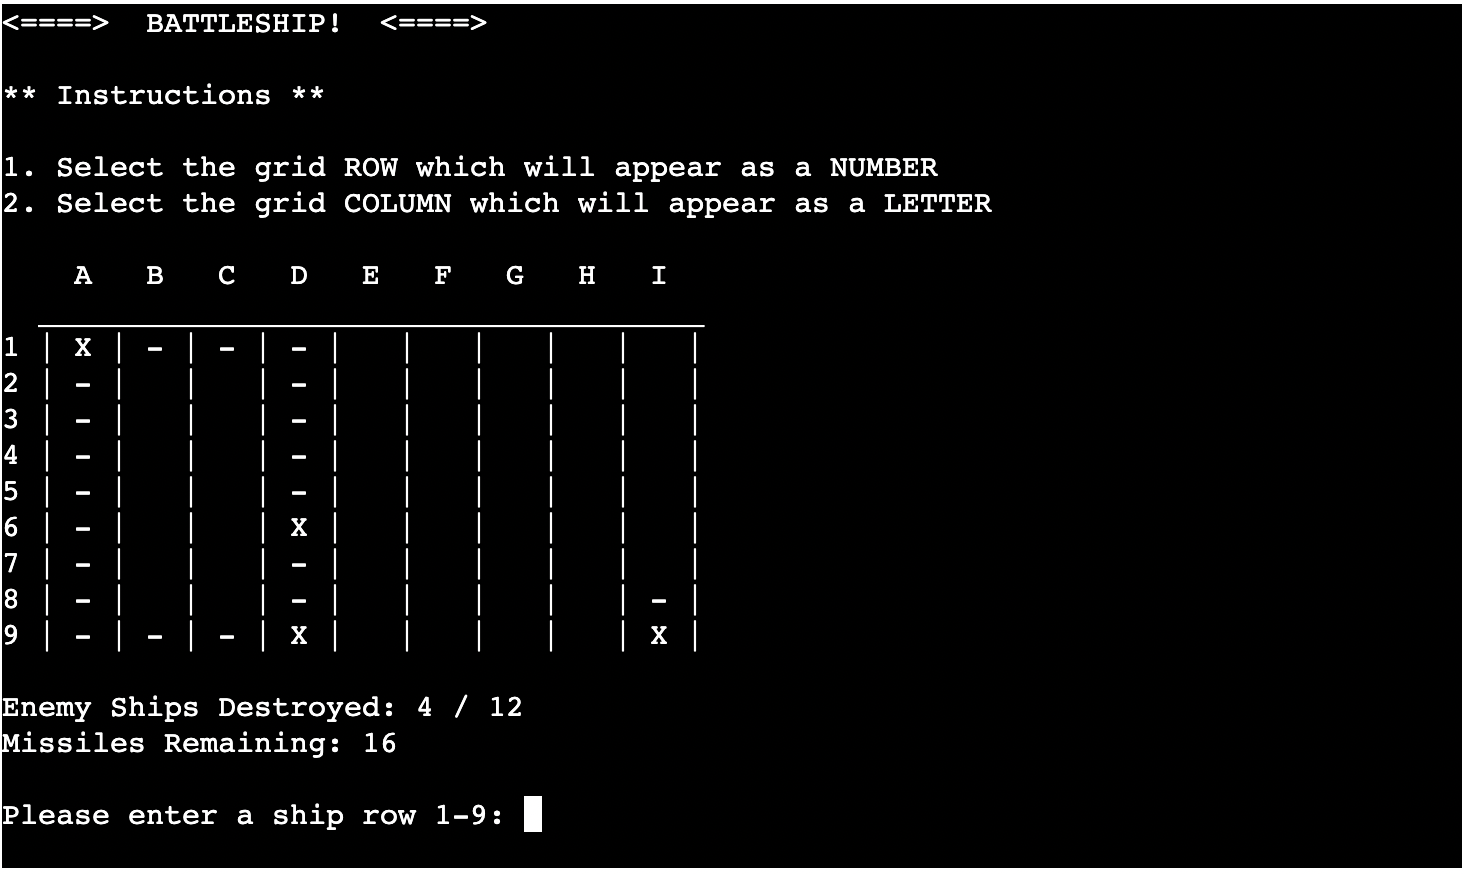 <====>  BATTLESHIP!  <====>
** Instructions **
1. Select the grid ROW which will appear as a NUMBER
2. Select the grid COLUMN which will appear as a LETTER
    A   B   C   D   E   F   G   H   I
  _____________________________________
1 | X | - | - | - |   |   |   |   |   |
2 | - |   |   | - |   |   |   |   |   |
3 | - |   |   | - |   |   |   |   |   |
4 | - |   |   | - |   |   |   |   |   |
5 | - |   |   | - |   |   |   |   |   |
6 | - |   |   | X |   |   |   |   |   |
7 | - |   |   | - |   |   |   |   |   |
8 | - |   |   | - |   |   |   |   | - |
9 | - | - | - | X |   |   |   |   | X |
Enemy Ships Destroyed: 4 / 12
Missiles Remaining: 16
Please enter a ship row 1-9: